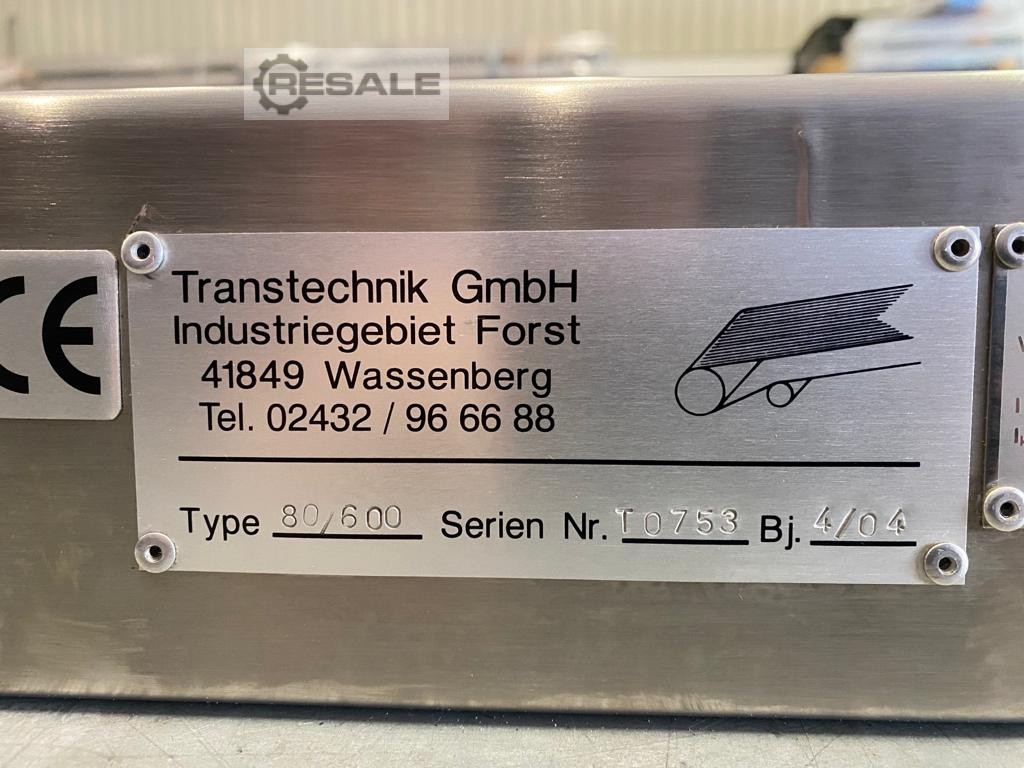 RESALE
CE
Transtechnik GmbH
Industriegebiet Forst
41849 Wassenberg
Tel. 02432 / 96 66 88
Type 80/600 Serien Nr. T0753 Bj. 4/04